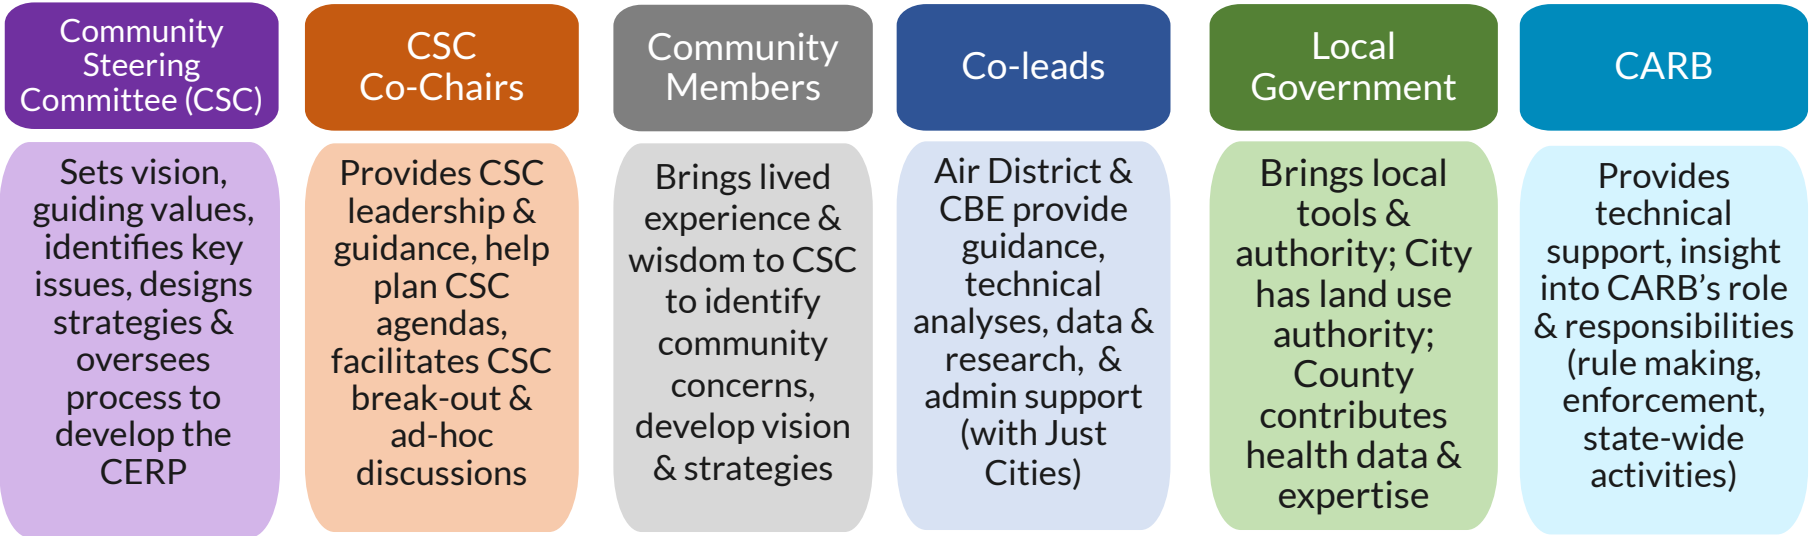 Community
Steering
Committee (CSC)
Sets vision,
guiding values,
identifies key
issues, designs
strategies &
oversees
process to
develop the
CERP
CSC
Co-Chairs
Provides CSC
leadership &
guidance, help
plan CSC
agendas,
facilitates CSC
break-out &
ad-hoc
discussions
Community
Members
Brings lived
experience &
wisdom to CSC
to identify
community
concerns,
develop vision
& strategies
Co-leads
Air District &
CBE provide
guidance,
technical
analyses, data &
research, &
admin support
(with Just
Cities)
Local
Government
Brings local
tools &
authority; City
has land use
authority;
County
contributes
health data &
expertise
CARB
Provides
technical
support, insight
into CARB’s role
& responsibilities
(rule making,
enforcement,
state-wide
activities)